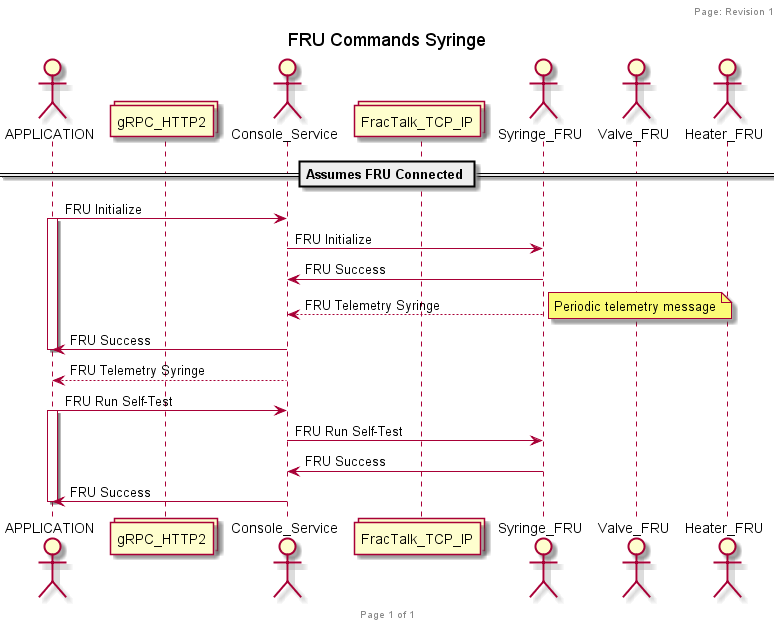 Page: Revision 1
FRU Commands Syringe
APPLICATION
gRPC_HTTP2
Console_Service
FracTalk_TCP_IP
Syringe_FRU
Valve_FRU
Heater_FRU
Assumes FRU Connected
FRU Initialize
FRU Initialize
FRU Success
FRU Telemetry Syringe
Periodic telemetry message
FRU Success
FRU Telemetry Syringe
FRU Run Self-Test
FRU Run Self-Test
FRU Success
FRU Success
APPLICATION
gRPC_HTTP2
Console_Service
FracTalk_TCP_IP
Syringe_FRU
Valve_FRU
Heater_FRU
Page 1 of 1